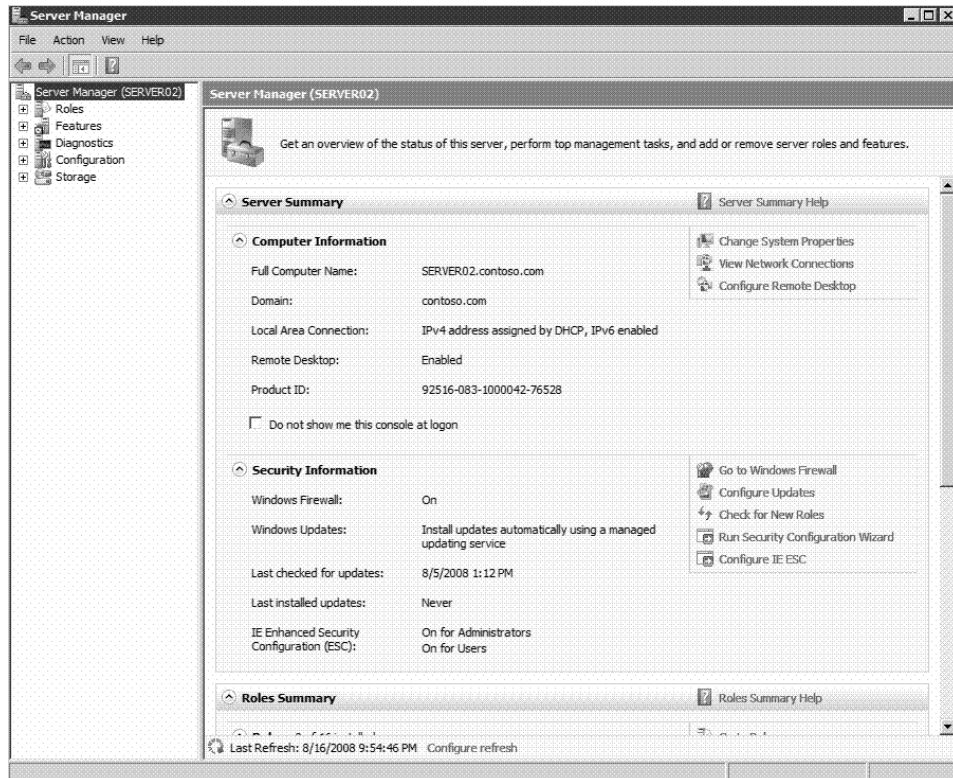 Server Manager
File Action View Help
Server Manager (SERVER02)
Roles
Features
Diagnostics
Configuration
Storage
Server Manager (SERVER02)
Get an overview of the status of this server, perform top management tasks, and add or remove server roles and features.
Server Summary
Server Summary Help
Computer Information
Full Computer Name: SERVER02.contoso.com
Domain: contoso.com
Local Area Connection: IPv4 address assigned by DHCP, IPv6 enabled
Remote Desktop: Enabled
Product ID: 92516-083-1000042-76528
Do not show me this console at logon
Change System Properties
View Network Connections
Configure Remote Desktop
Security Information
Windows Firewall: On
Windows Updates: Install updates automatically using a managed
updating service
Last checked for updates: 8/5/2008 1:12 PM
Last installed updates: Never
IE Enhanced Security On for Administrators
Configuration (ESC): On for Users
Go to Windows Firewall
Configure Updates
Check for New Roles
Run Security Configuration Wizard
Configure IE ESC
Roles Summary
Roles Summary Help
Last Refresh: 8/16/2008 9:54:46 PM Configure refresh